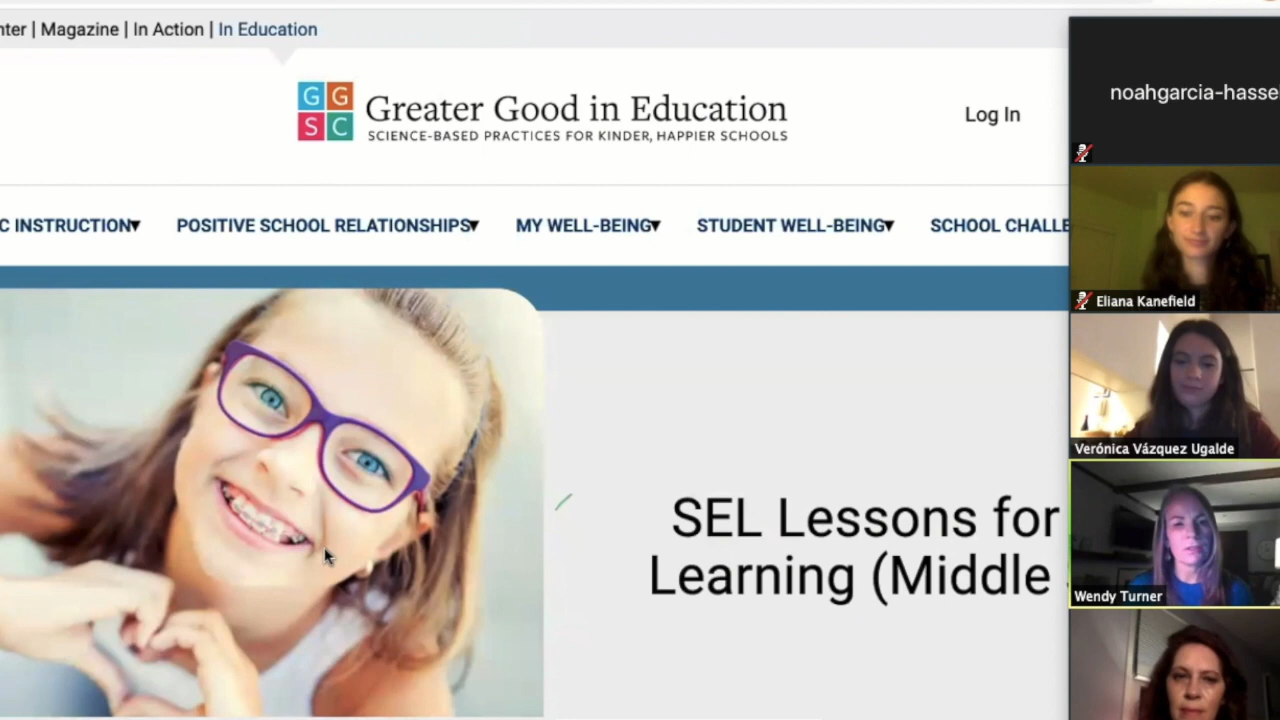 nter | Magazine | In Action | In Education
GGSC
Greater Good in Education
SCIENCE-BASED PRACTICES FOR KINDER, HAPPIER SCHOOLS
Log In
C INSTRUCTION▾ POSITIVE SCHOOL RELATIONSHIPS▾ MY WELL-BEING▾ STUDENT WELL-BEING▾ SCHOOL CHALLE
SEL Lessons for
Learning (Middle
noahgarcia-hasse
Eliana Kanefield
Verónica Vázquez Ugalde
Wendy Turner